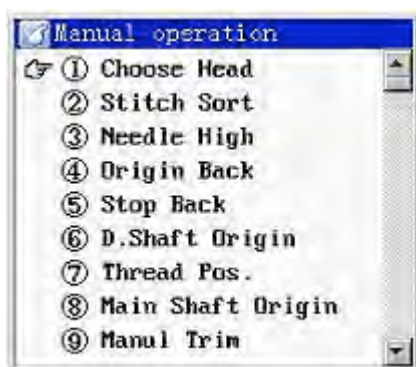 Manual operation
① Choose Head
② Stitch Sort
③ Needle High
④ Origin Back
⑤ Stop Back
⑥ D.Shaft Origin
⑦ Thread Pos.
⑧ Main Shaft Origin
⑨ Manul Trim